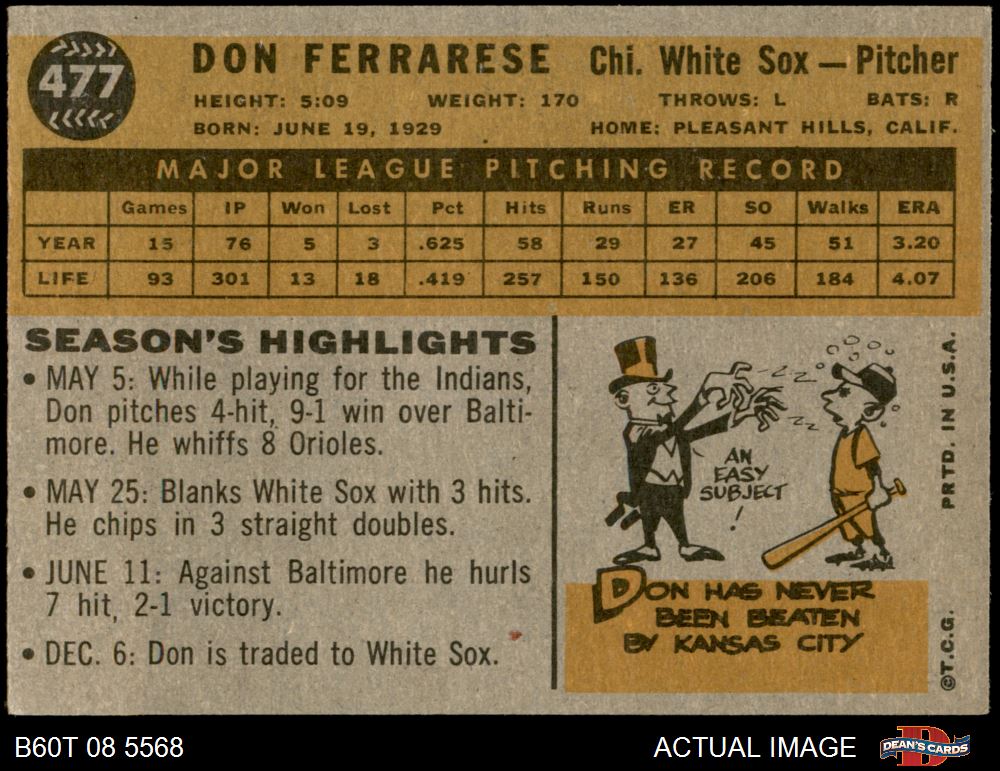 477
DON FERRARESE Chi. White Sox — Pitcher
HEIGHT: 5:09 WEIGHT: 170 THROWS: L BATS: R
BORN: JUNE 19, 1929 HOME: PLEASANT HILLS, CALIF.
MAJOR LEAGUE PITCHING RECORD
Games IP Won Lost Pct Hits Runs ER SO Walks ERA
YEAR 15 76 5 3 .625 58 29 27 45 51 3.20
LIFE 93 301 13 18 .419 257 150 136 206 184 4.07
SEASON'S HIGHLIGHTS
• MAY 5: While playing for the Indians,
Don pitches 4-hit, 9-1 win over Balti-
more. He whiffs 8 Orioles.
• MAY 25: Blanks White Sox with 3 hits.
He chips in 3 straight doubles.
• JUNE 11: Against Baltimore he hurls
7 hit, 2-1 victory.
• DEC. 6: Don is traded to White Sox.
Z Z Z
Z Z
AN
EASY
SUBJECT
!
DON HAS NEVER
BEEN BEATEN
BY KANSAS CITY
©T.C.G. PRTD. IN U.S.A.
B60T 08 5568 ACTUAL IMAGE
D
DEAN'S CARDS